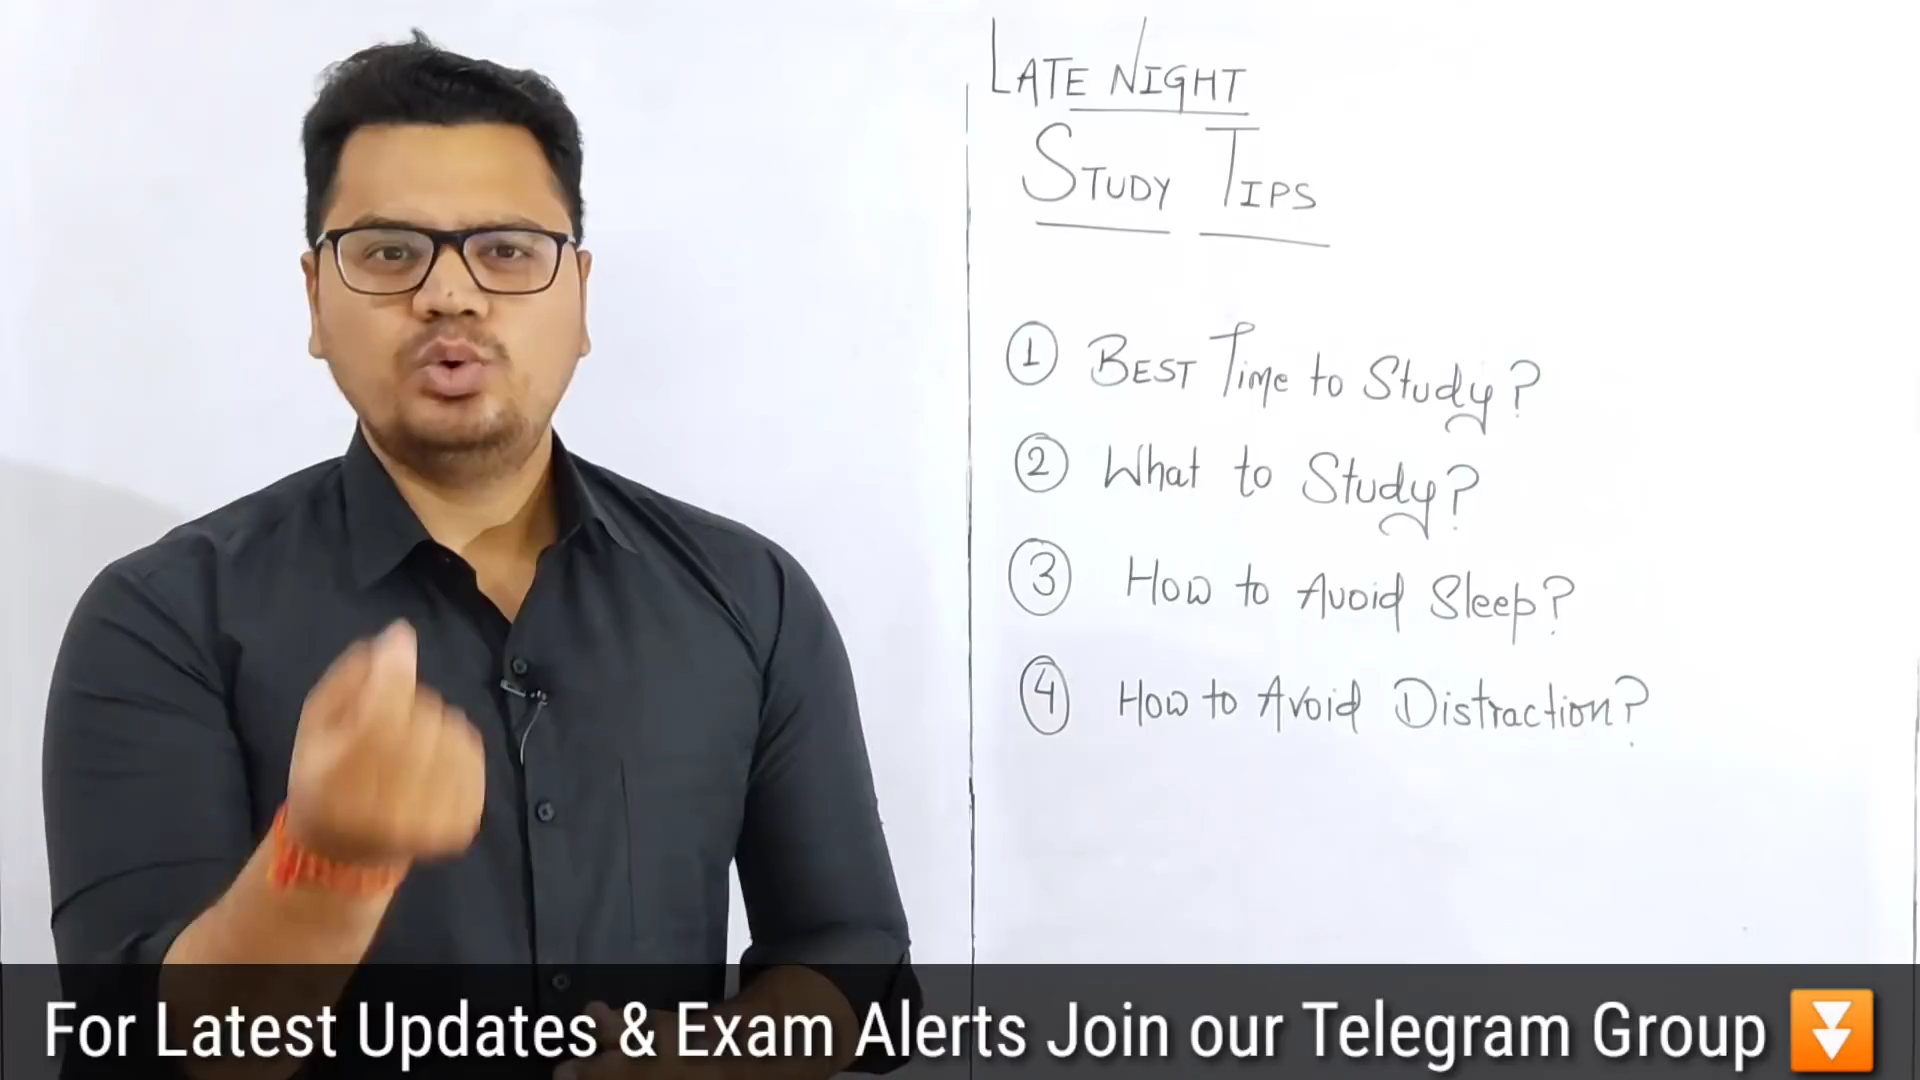 LATE NIGHT
STUDY TIPS
1 BEST Time to Study?
2 What to Study?
3 How to Avoid Sleep?
4 How to Avoid Distraction?
For Latest Updates & Exam Alerts Join our Telegram Group